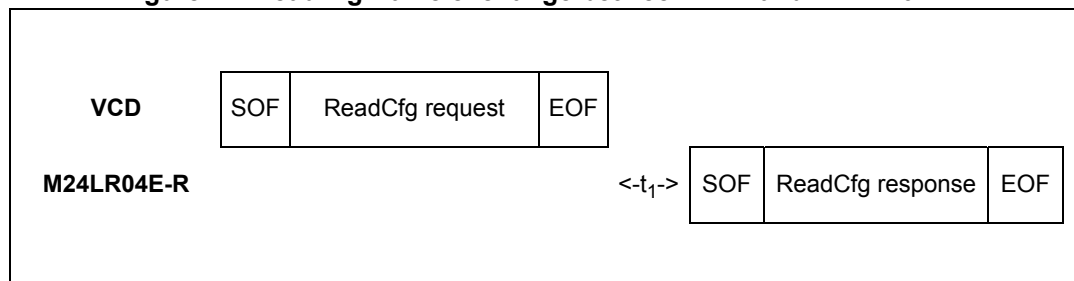 VCD SOF ReadCfg request EOF
M24LR04E-R <-t1-> SOF ReadCfg response EOF